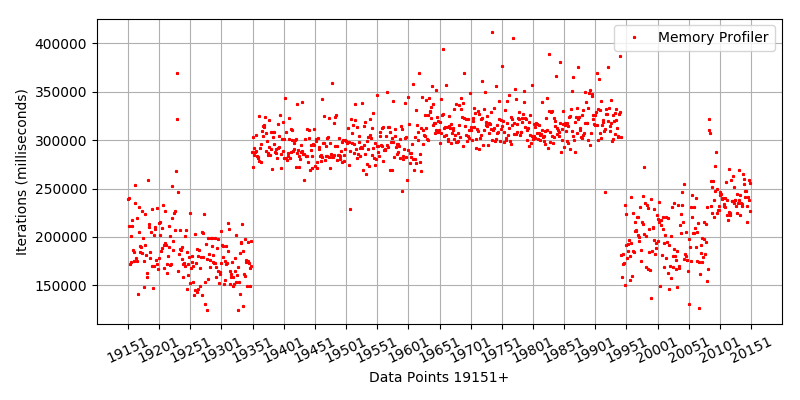 Memory Profiler
Iterations (milliseconds)
400000
350000
300000
250000
200000
150000
19151 19201 19251 19301 19351 19401 19451 19501 19551 19601 19651 19701 19751 19801 19851 19901 19951 20001 20051 20101 20151
Data Points 19151+